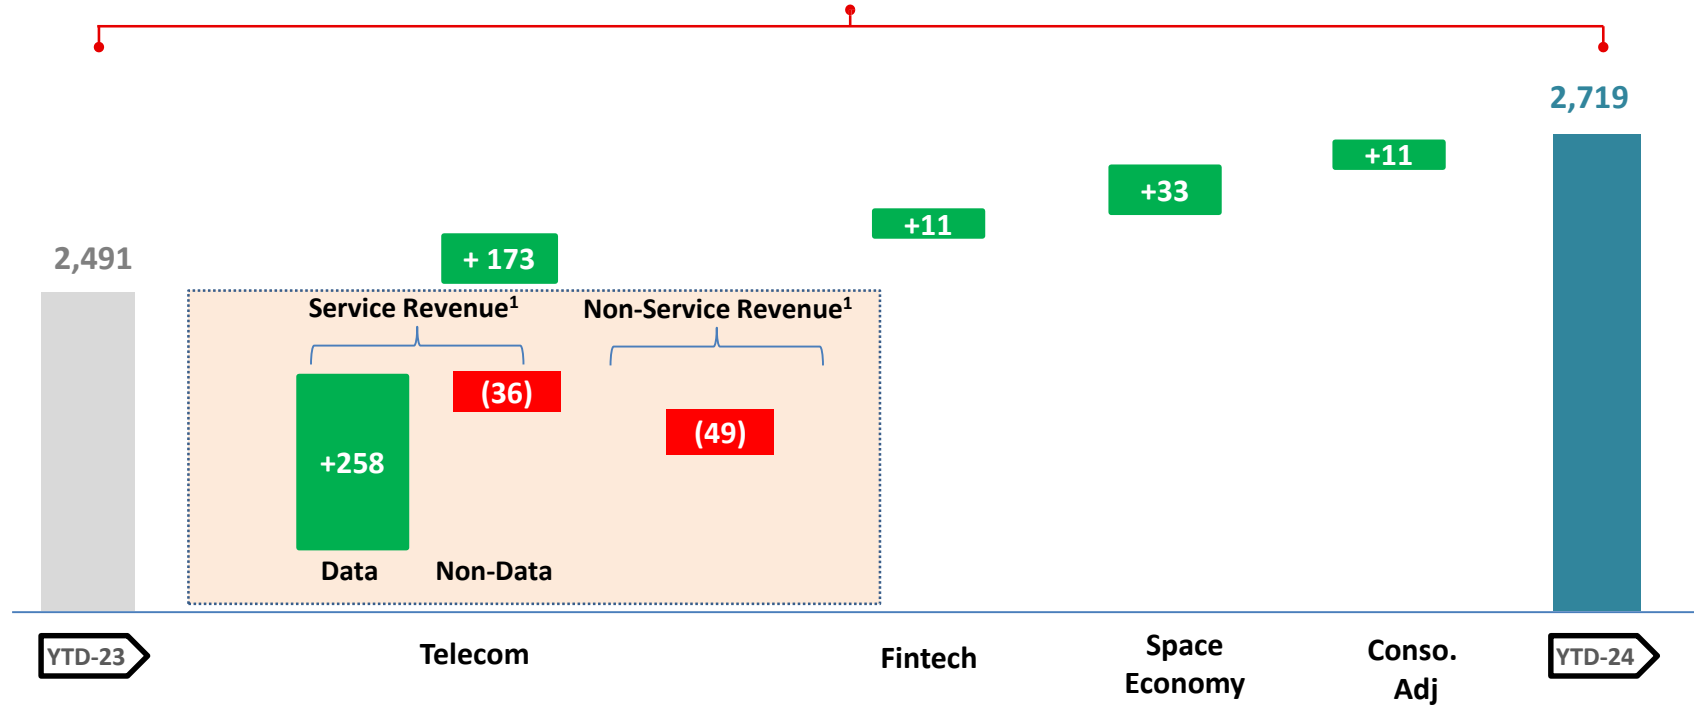 2,719
+11
+33
+11
2,491
+ 173
Service Revenue1
Non-Service Revenue1
(36)
(49)
+258
Data
Non-Data
YTD-23
Telecom
Fintech
Space
Economy
Conso.
Adj
YTD-24